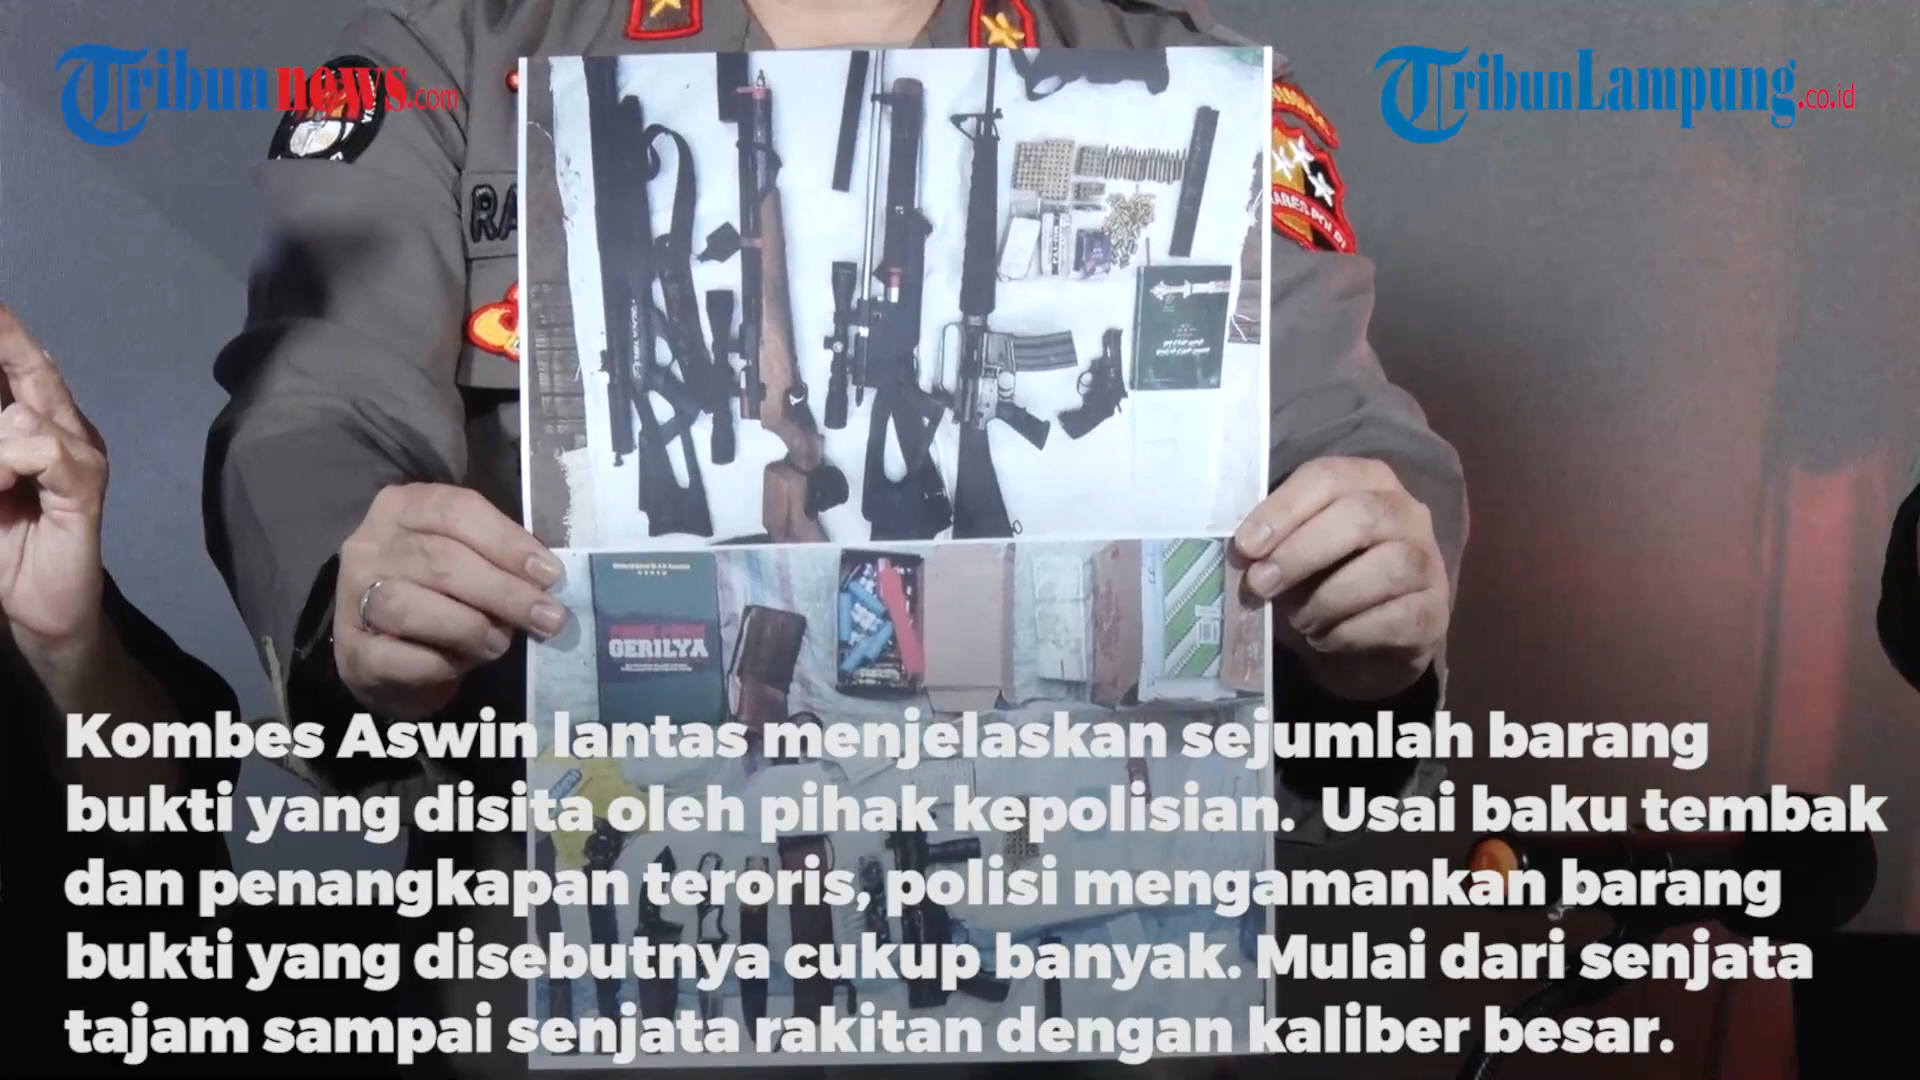 Tribunnews.com
TribunLampung.co.id
GERILYA
Kombes Aswin lantas menjelaskan sejumlah barang
bukti yang disita oleh pihak kepolisian. Usai baku tembak
dan penangkapan teroris, polisi mengamankan barang
bukti yang disebutnya cukup banyak. Mulai dari senjata
tajam sampai senjata rakitan dengan kaliber besar.